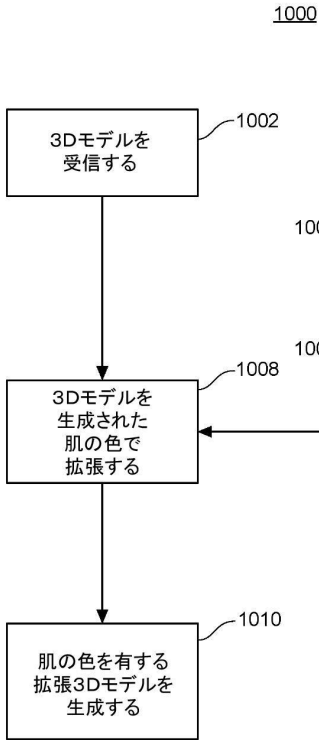 1000
3Dモデルを
受信する
1002
100
100
3Dモデルを
生成された
肌の色で
拡張する
1008
肌の色を有する
拡張3Dモデルを
生成する
1010